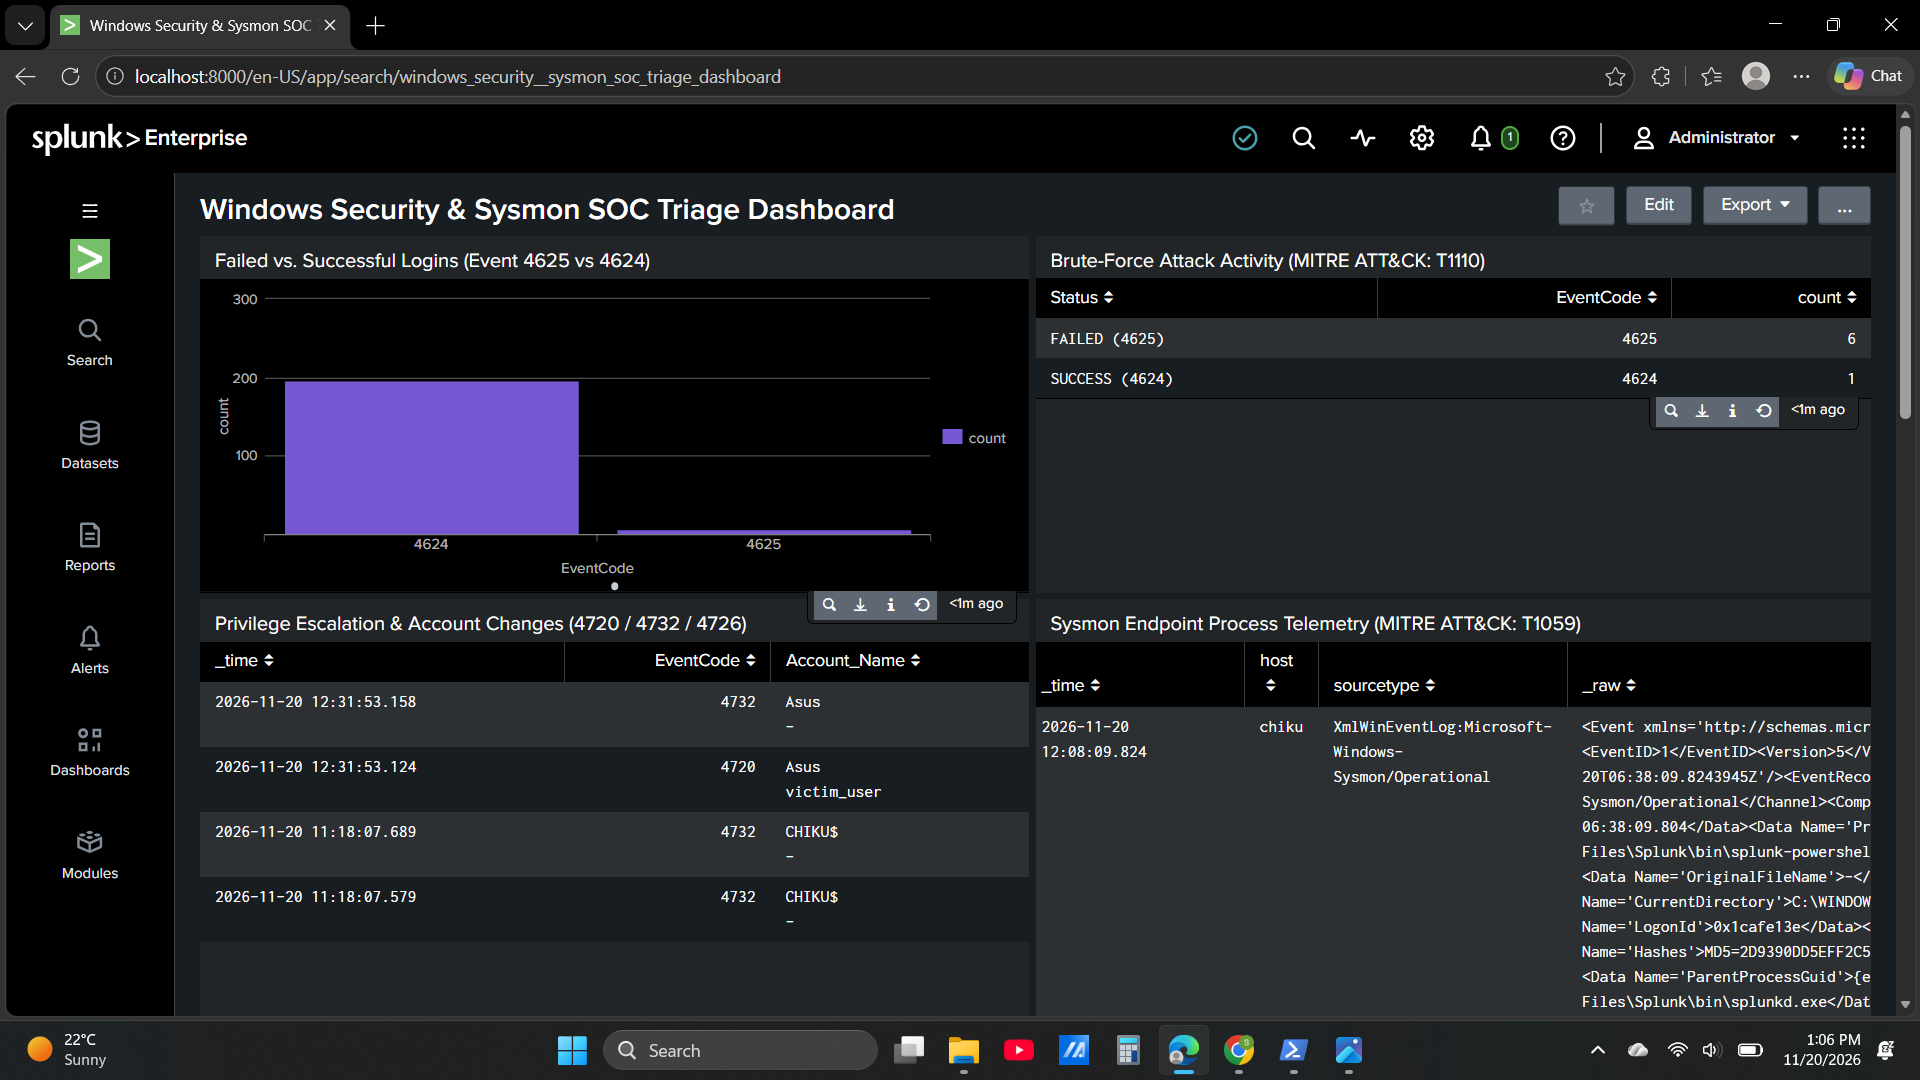 Windows Security & Sysmon SOC
localhost:8000/en-US/app/search/windows_security__sysmon_soc_triage_dashboard
Chat
splunk>Enterprise
1
Administrator
Windows Security & Sysmon SOC Triage Dashboard
Edit
Export
...
Search
Datasets
Reports
Alerts
Dashboards
Modules
Failed vs. Successful Logins (Event 4625 vs 4624)
300
200
100
count
4624
4625
EventCode
count
<1m ago
Brute-Force Attack Activity (MITRE ATT&CK: T1110)
Status EventCode count
FAILED (4625) 4625 6
SUCCESS (4624) 4624 1
<1m ago
Privilege Escalation & Account Changes (4720 / 4732 / 4726)
_time EventCode Account_Name
2026-11-20 12:31:53.158 4732 Asus
-
2026-11-20 12:31:53.124 4720 Asus
victim_user
2026-11-20 11:18:07.689 4732 CHIKU$
-
2026-11-20 11:18:07.579 4732 CHIKU$
-
Sysmon Endpoint Process Telemetry (MITRE ATT&CK: T1059)
_time host sourcetype _raw
2026-11-20
12:08:09.824
chiku
XmlWinEventLog:Microsoft-
Windows-
Sysmon/Operational
<Event xmlns='http://schemas.micr
<EventID>1</EventID><Version>5</V
20T06:38:09.8243945Z'/><EventReco
Sysmon/Operational</Channel><Comp
06:38:09.804</Data><Data Name='Pr
Files\Splunk\bin\splunk-powershel
<Data Name='OriginalFileName'>-</
Name='CurrentDirectory'>C:\WINDOW
Name='LogonId'>0x1cafe13e</Data><
Name='Hashes'>MD5=2D9390DD5EFF2C5
<Data Name='ParentProcessGuid'>{e
Files\Splunk\bin\splunkd.exe</Dat
22°C
Sunny
Search
1:06 PM
11/20/2026